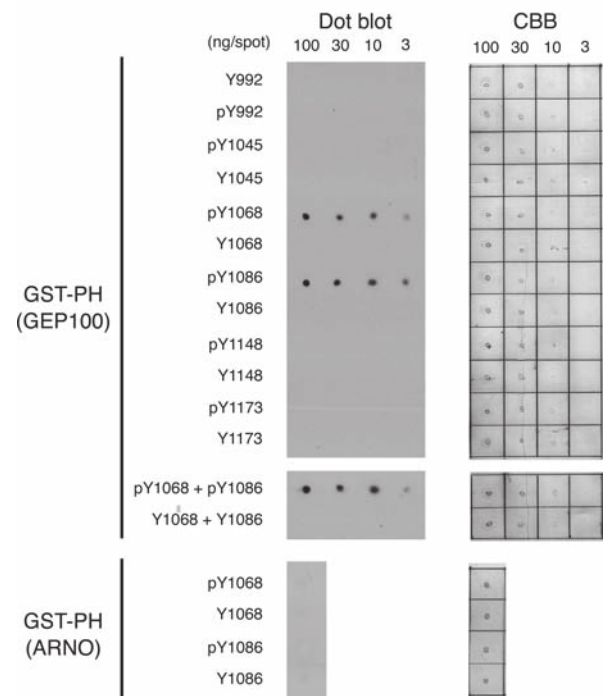 Dot blot CBB
(ng/spot) 100 30 10 3 100 30 10 3
Y992
pY992
pY1045
Y1045
pY1068
Y1068
pY1086
Y1086
pY1148
Y1148
pY1173
Y1173
GST-PH
(GEP100)
pY1068 + pY1086
Y1068 + Y1086
GST-PH
(ARNO)
pY1068
Y1068
pY1086
Y1086